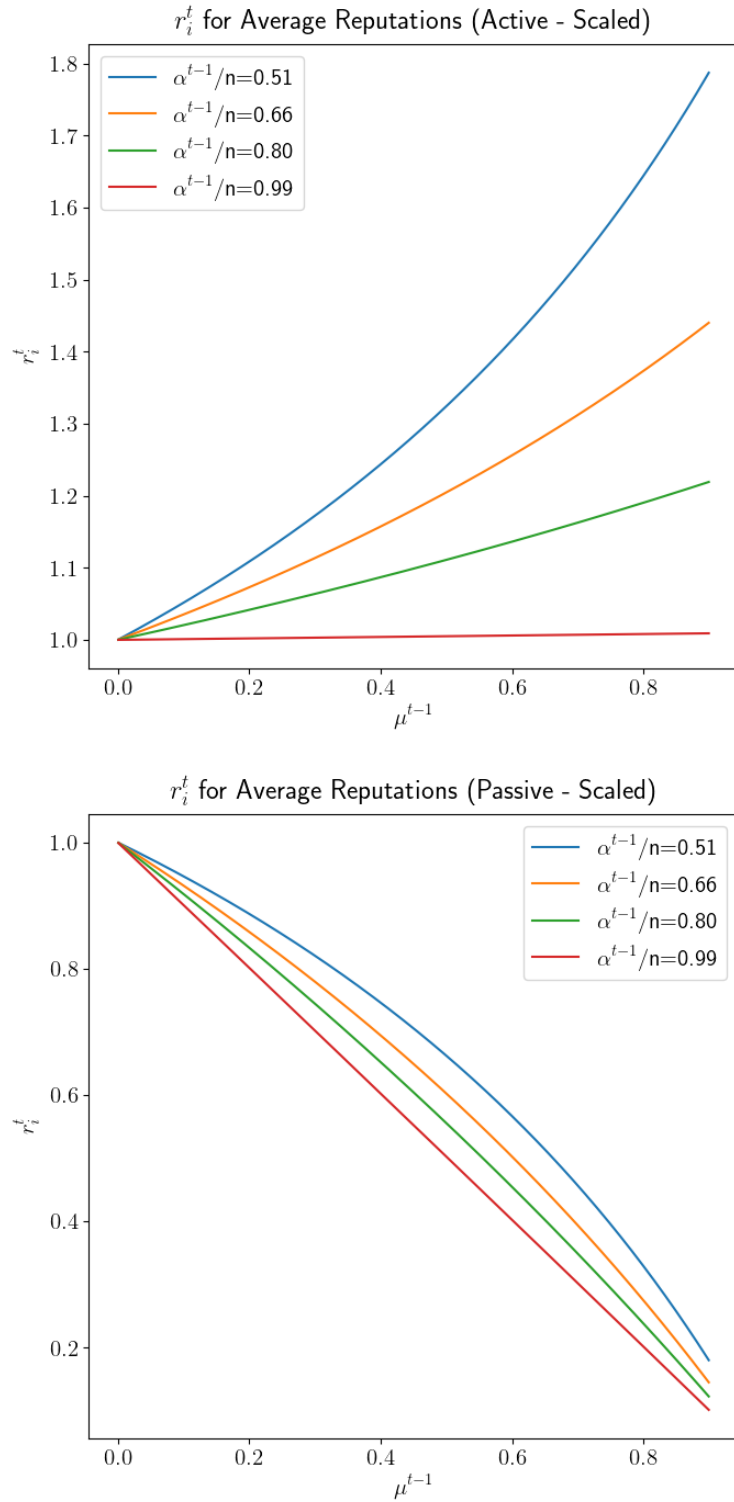 $r_i^t$ for Average Reputations (Active - Scaled)
1.8
1.7
1.6
1.5
1.4
1.3
1.2
1.1
1.0
$r_i^t$
$\alpha^{t-1}$/n=0.51
$\alpha^{t-1}$/n=0.66
$\alpha^{t-1}$/n=0.80
$\alpha^{t-1}$/n=0.99
0.0 0.2 0.4 0.6 0.8
$\mu^{t-1}$
$r_i^t$ for Average Reputations (Passive - Scaled)
1.0
0.8
0.6
0.4
0.2
$r_i^t$
$\alpha^{t-1}$/n=0.51
$\alpha^{t-1}$/n=0.66
$\alpha^{t-1}$/n=0.80
$\alpha^{t-1}$/n=0.99
0.0 0.2 0.4 0.6 0.8
$\mu^{t-1}$